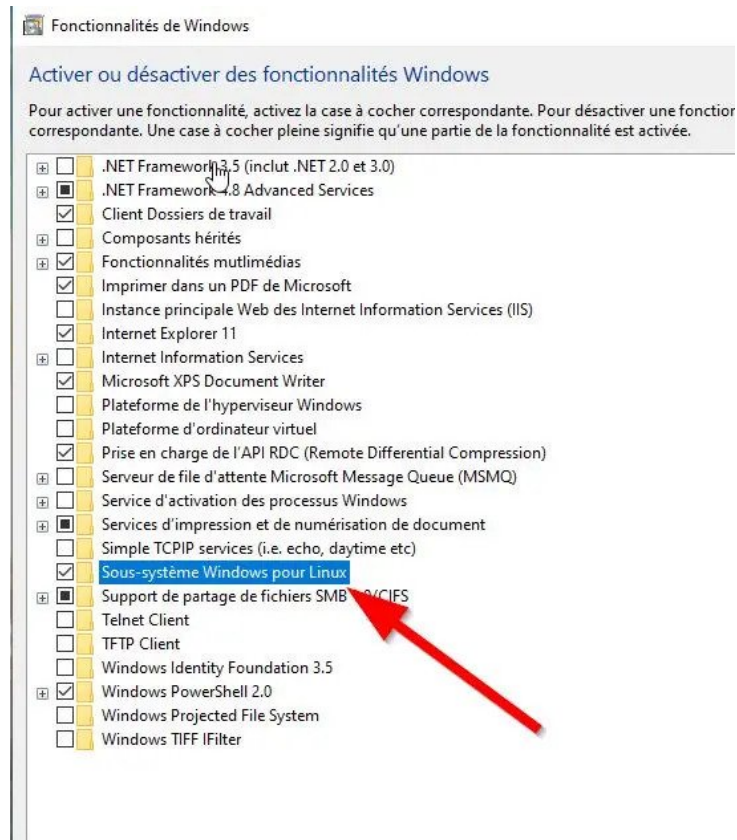 Fonctionnalités de Windows
Activer ou désactiver des fonctionnalités Windows
Pour activer une fonctionnalité, activez la case à cocher correspondante. Pour désactiver une fonction
correspondante. Une case à cocher pleine signifie qu'une partie de la fonctionnalité est activée.
.NET Framework 3.5 (inclut .NET 2.0 et 3.0)
.NET Framework 4.8 Advanced Services
Client Dossiers de travail
Composants hérités
Fonctionnalités mutlimédias
Imprimer dans un PDF de Microsoft
Instance principale Web des Internet Information Services (IIS)
Internet Explorer 11
Internet Information Services
Microsoft XPS Document Writer
Plateforme de l'hyperviseur Windows
Plateforme d'ordinateur virtuel
Prise en charge de l'API RDC (Remote Differential Compression)
Serveur de file d'attente Microsoft Message Queue (MSMQ)
Service d'activation des processus Windows
Services d'impression et de numérisation de document
Simple TCPIP services (i.e. echo, daytime etc)
Sous-système Windows pour Linux
Support de partage de fichiers SMB 1.0/CIFS
Telnet Client
TFTP Client
Windows Identity Foundation 3.5
Windows PowerShell 2.0
Windows Projected File System
Windows TIFF IFilter